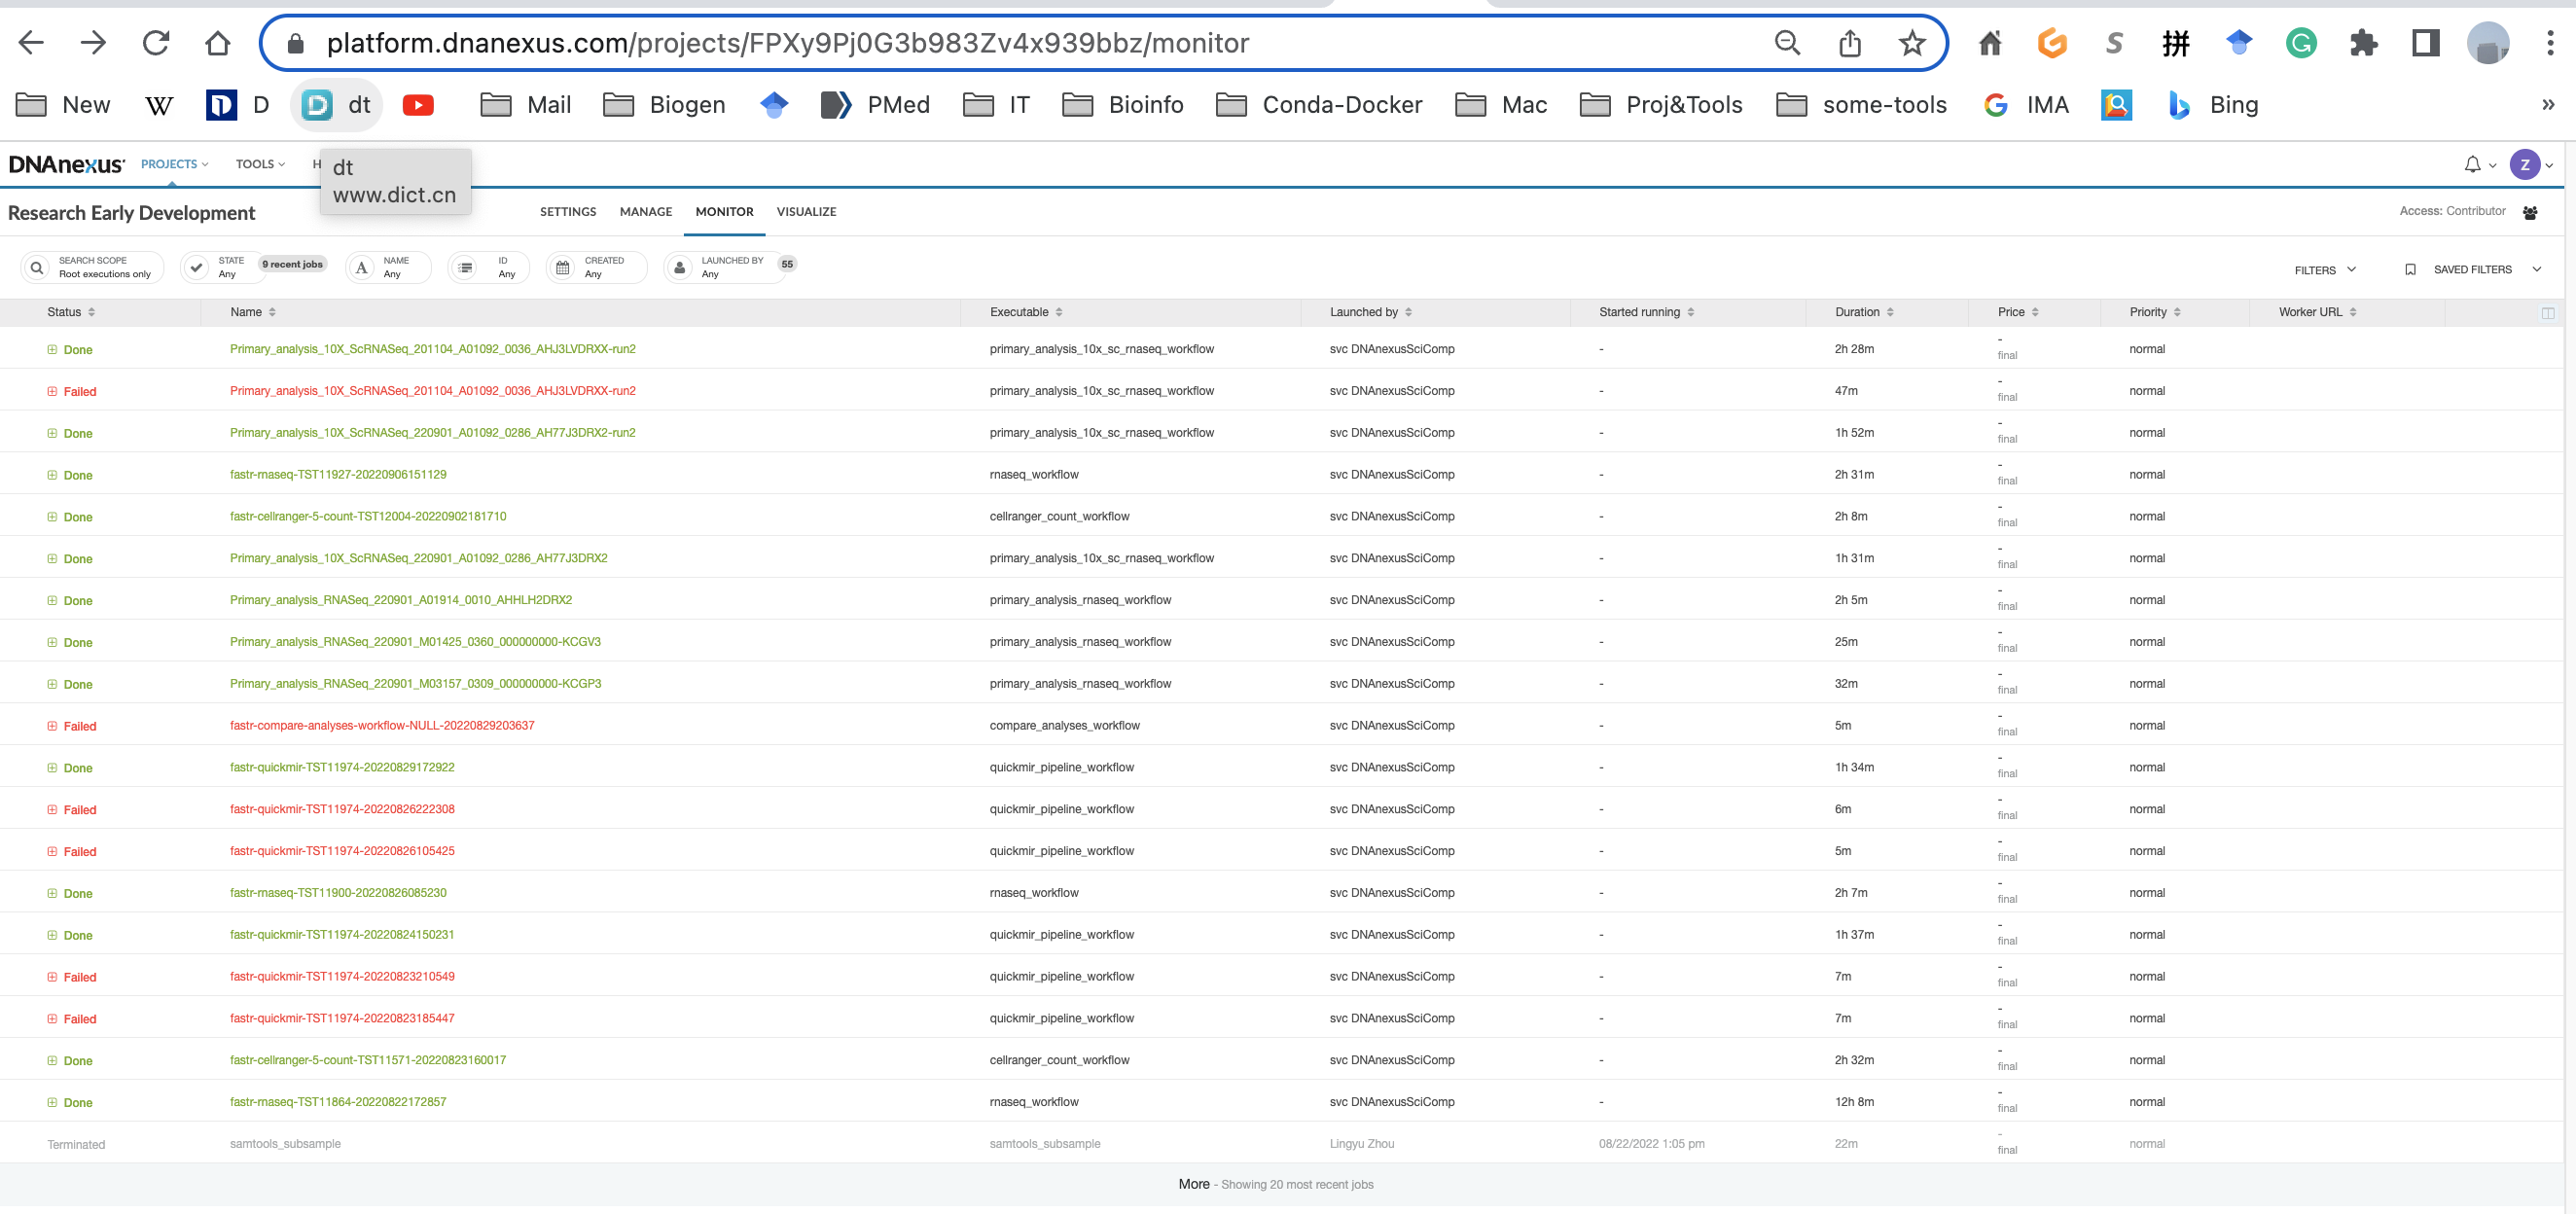 platform.dnanexus.com/projects/FPXy9Pj0G3b983Zv4x939bbz/monitor
New W D dt Mail Biogen PMed IT Bioinfo Conda-Docker Mac Proj&Tools some-tools IMA Bing »
DNAnexus PROJECTS TOOLS H Z
dt
www.dict.cn
Research Early Development SETTINGS MANAGE MONITOR VISUALIZE Access: Contributor
SEARCH SCOPE STATE NAME ID CREATED LAUNCHED BY
Root executions only Any 9 recent jobs Any Any Any Any 55 FILTERS SAVED FILTERS
Status Name Executable Launched by Started running Duration Price Priority Worker URL
Done Primary_analysis_10X_ScRNASeq_201104_A01092_0036_AHJ3LVDRXX-run2 primary_analysis_10x_sc_rnaseq_workflow svc DNAnexusSciComp - 2h 28m - final normal
Failed Primary_analysis_10X_ScRNASeq_201104_A01092_0036_AHJ3LVDRXX-run2 primary_analysis_10x_sc_rnaseq_workflow svc DNAnexusSciComp - 47m - final normal
Done Primary_analysis_10X_ScRNASeq_220901_A01092_0286_AH77J3DRX2-run2 primary_analysis_10x_sc_rnaseq_workflow svc DNAnexusSciComp - 1h 52m - final normal
Done fastr-rnaseq-TST11927-20220906151129 rnaseq_workflow svc DNAnexusSciComp - 2h 31m - final normal
Done fastr-cellranger-5-count-TST12004-20220902181710 cellranger_count_workflow svc DNAnexusSciComp - 2h 8m - final normal
Done Primary_analysis_10X_ScRNASeq_220901_A01092_0286_AH77J3DRX2 primary_analysis_10x_sc_rnaseq_workflow svc DNAnexusSciComp - 1h 31m - final normal
Done Primary_analysis_RNASeq_220901_A01914_0010_AHHLH2DRX2 primary_analysis_rnaseq_workflow svc DNAnexusSciComp - 2h 5m - final normal
Done Primary_analysis_RNASeq_220901_M01425_0360_000000000-KCGV3 primary_analysis_rnaseq_workflow svc DNAnexusSciComp - 25m - final normal
Done Primary_analysis_RNASeq_220901_M03157_0309_000000000-KCGP3 primary_analysis_rnaseq_workflow svc DNAnexusSciComp - 32m - final normal
Failed fastr-compare-analyses-workflow-NULL-20220829203637 compare_analyses_workflow svc DNAnexusSciComp - 5m - final normal
Done fastr-quickmir-TST11974-20220829172922 quickmir_pipeline_workflow svc DNAnexusSciComp - 1h 34m - final normal
Failed fastr-quickmir-TST11974-20220826222308 quickmir_pipeline_workflow svc DNAnexusSciComp - 6m - final normal
Failed fastr-quickmir-TST11974-20220826105425 quickmir_pipeline_workflow svc DNAnexusSciComp - 5m - final normal
Done fastr-rnaseq-TST11900-20220826085230 rnaseq_workflow svc DNAnexusSciComp - 2h 7m - final normal
Done fastr-quickmir-TST11974-20220824150231 quickmir_pipeline_workflow svc DNAnexusSciComp - 1h 37m - final normal
Failed fastr-quickmir-TST11974-20220823210549 quickmir_pipeline_workflow svc DNAnexusSciComp - 7m - final normal
Failed fastr-quickmir-TST11974-20220823185447 quickmir_pipeline_workflow svc DNAnexusSciComp - 7m - final normal
Done fastr-cellranger-5-count-TST11571-20220823160017 cellranger_count_workflow svc DNAnexusSciComp - 2h 32m - final normal
Done fastr-rnaseq-TST11864-20220822172857 rnaseq_workflow svc DNAnexusSciComp - 12h 8m - final normal
Terminated samtools_subsample samtools_subsample Lingyu Zhou 08/22/2022 1:05 pm 22m - final normal
More - Showing 20 most recent jobs